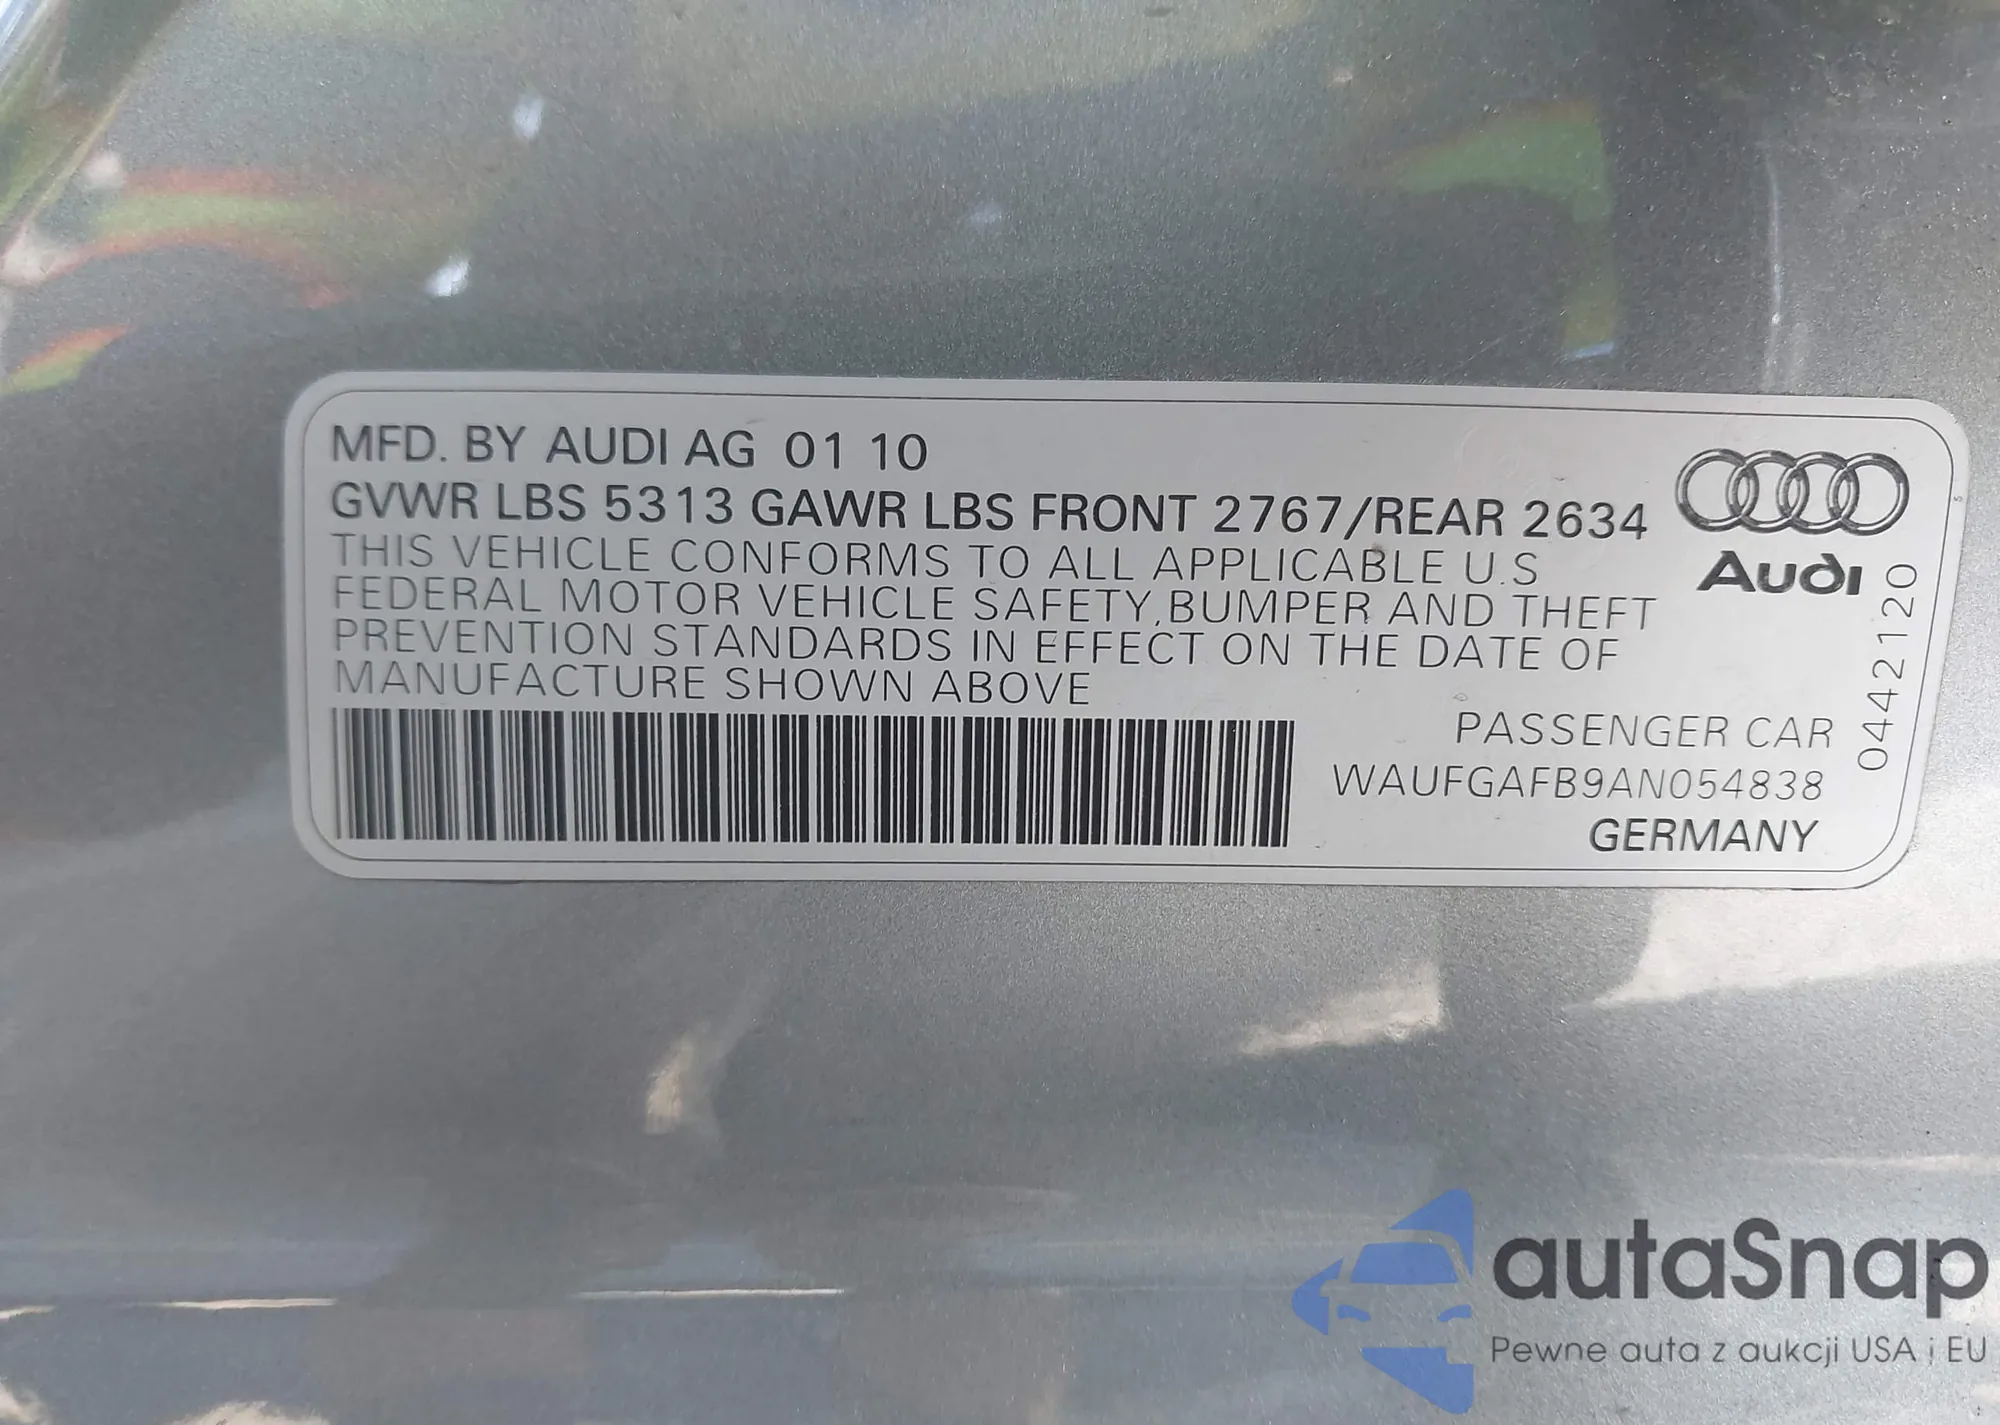 MFD. BY AUDI AG 01 10
GVWR LBS 5313 GAWR LBS FRONT 2767/REAR 2634
THIS VEHICLE CONFORMS TO ALL APPLICABLE U.S
FEDERAL MOTOR VEHICLE SAFETY,BUMPER AND THEFT
PREVENTION STANDARDS IN EFFECT ON THE DATE OF
MANUFACTURE SHOWN ABOVE
Audi
0442120
PASSENGER CAR
WAUFGAFB9AN054838
GERMANY
autaSnap
Pewne auta z aukcji USA i EU